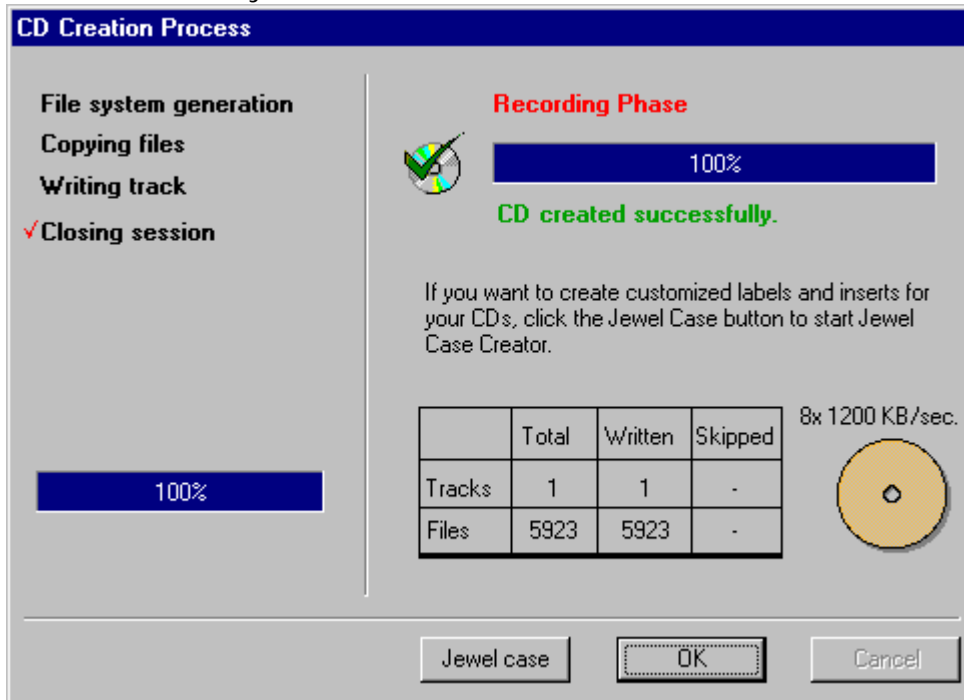 CD Creation Process
File system generation
Copying files
Writing track
Closing session
100%
Recording Phase
100%
CD created successfully.
If you want to create customized labels and inserts for
your CDs, click the Jewel Case button to start Jewel
Case Creator.
Total Written Skipped
Tracks 1 1 -
Files 5923 5923 -
8x 1200 KB/sec.
Jewel case OK Cancel